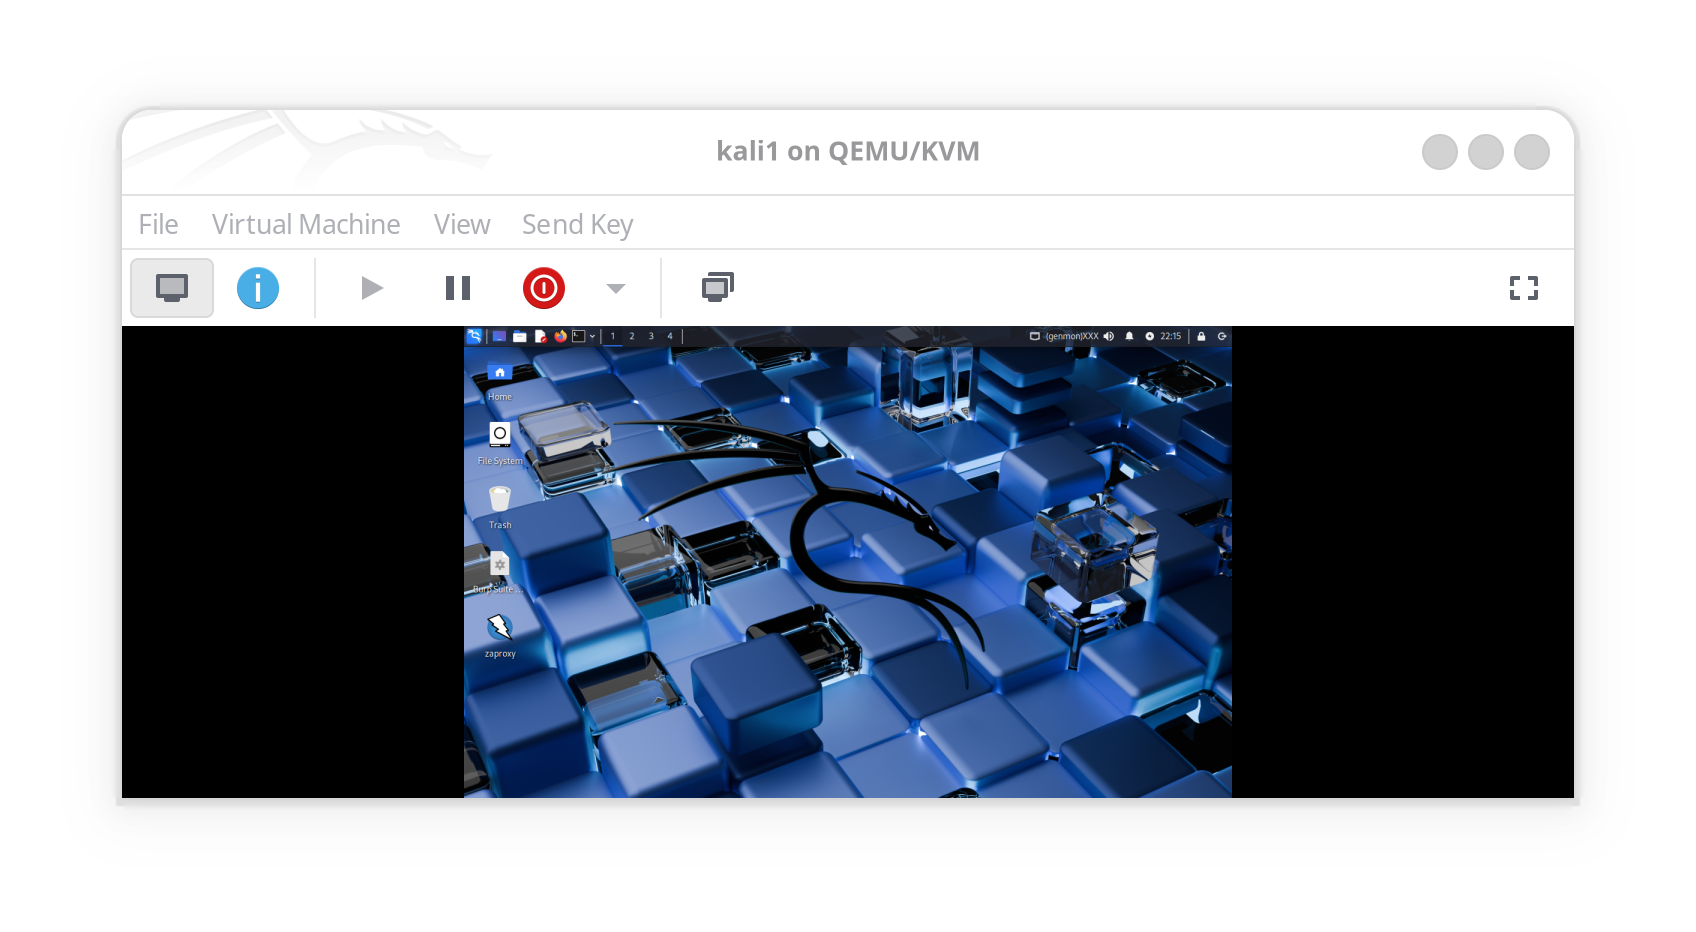 kali1 on QEMU/KVM
File Virtual Machine View Send Key
1 2 3 4 (genmon)XXX 22:15
Home
File System
Trash
Burp Suite ...
zaproxy